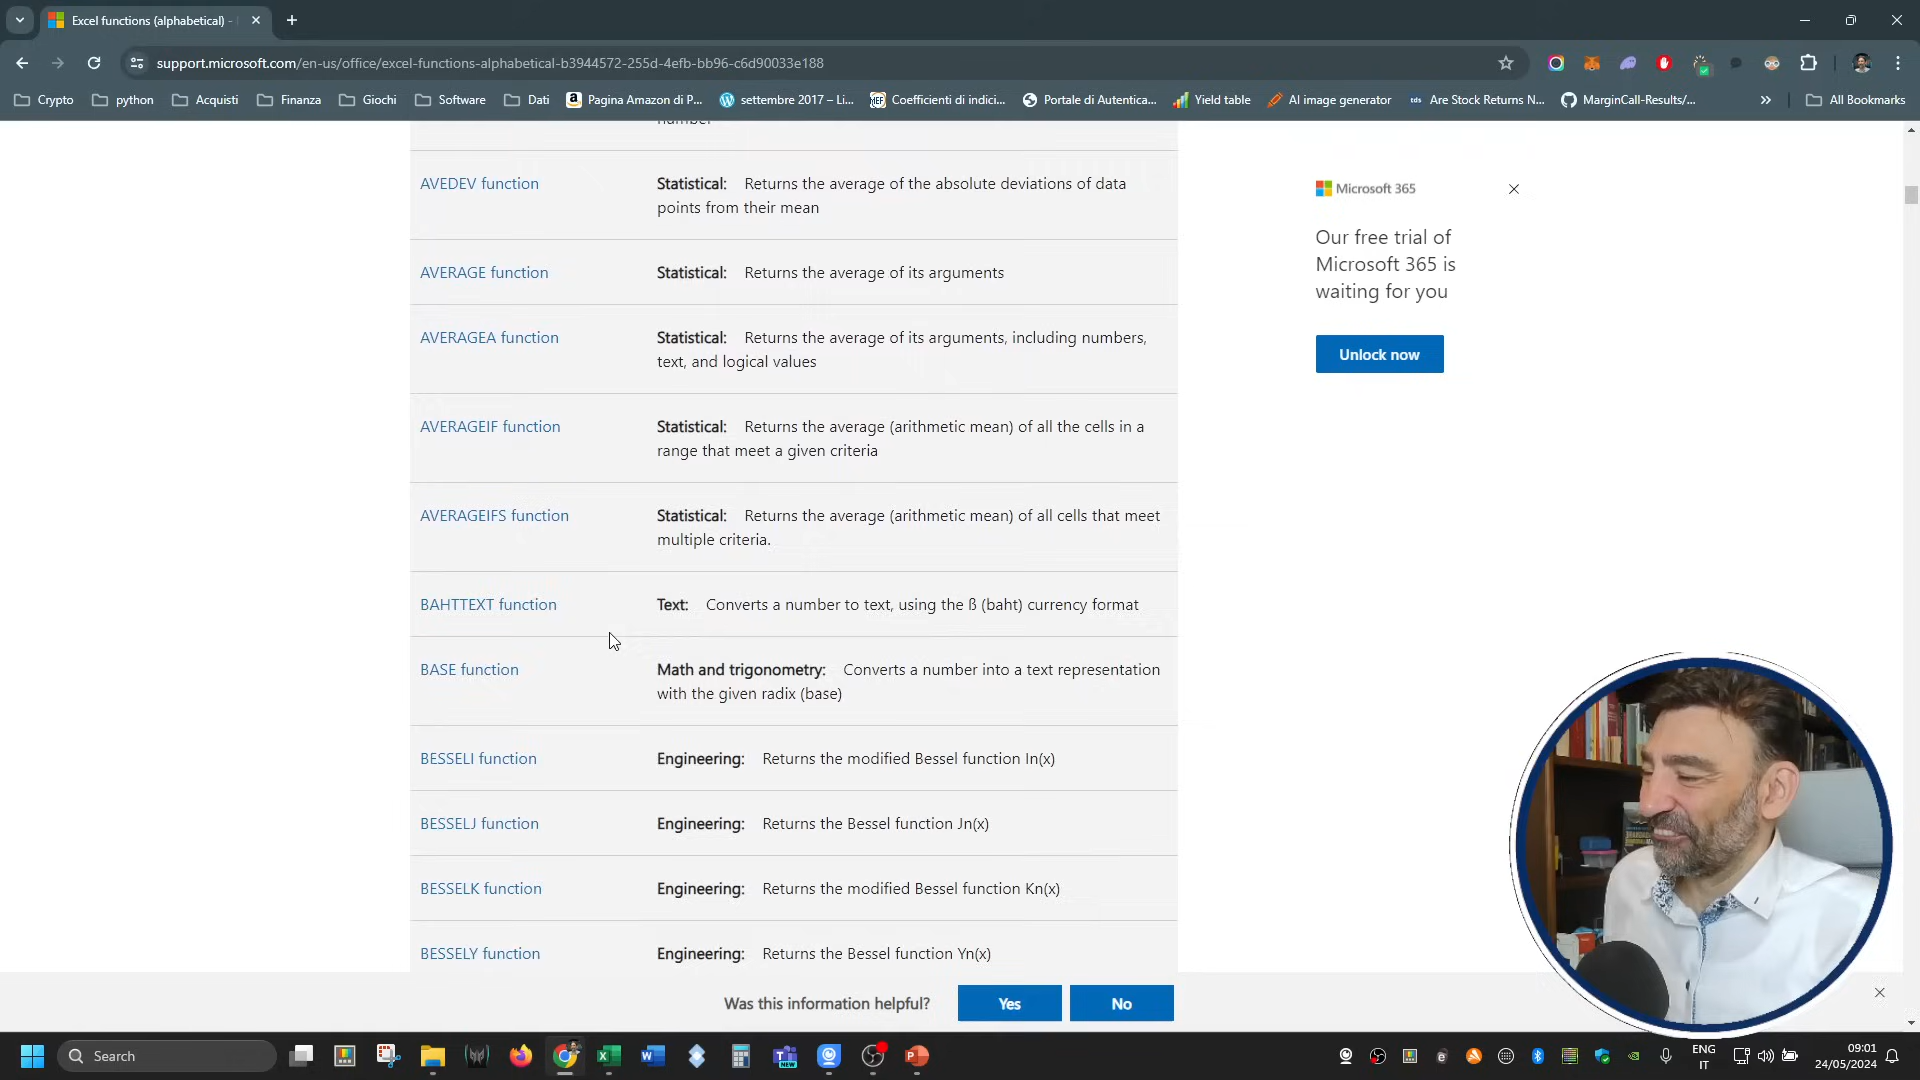 Excel functions (alphabetical) -
support.microsoft.com/en-us/office/excel-functions-alphabetical-b3944572-255d-4efb-bb96-c6d90033e188
Crypto
python
Acquisti
Finanza
Giochi
Software
Dati
Pagina Amazon di P...
settembre 2017 – Li...
Coefficienti di indici...
Portale di Autentica...
Yield table
AI image generator
Are Stock Returns N...
MarginCall-Results/...
All Bookmarks
number
AVEDEV function
Statistical: Returns the average of the absolute deviations of data
points from their mean
AVERAGE function
Statistical: Returns the average of its arguments
AVERAGEA function
Statistical: Returns the average of its arguments, including numbers,
text, and logical values
AVERAGEIF function
Statistical: Returns the average (arithmetic mean) of all the cells in a
range that meet a given criteria
AVERAGEIFS function
Statistical: Returns the average (arithmetic mean) of all cells that meet
multiple criteria.
BAHTTEXT function
Text: Converts a number to text, using the ß (baht) currency format
BASE function
Math and trigonometry: Converts a number into a text representation
with the given radix (base)
BESSELI function
Engineering: Returns the modified Bessel function In(x)
BESSELJ function
Engineering: Returns the Bessel function Jn(x)
BESSELK function
Engineering: Returns the modified Bessel function Kn(x)
BESSELY function
Engineering: Returns the Bessel function Yn(x)
Microsoft 365
Our free trial of
Microsoft 365 is
waiting for you
Unlock now
Was this information helpful?
Yes
No
Search
ENG
IT
09:01
24/05/2024